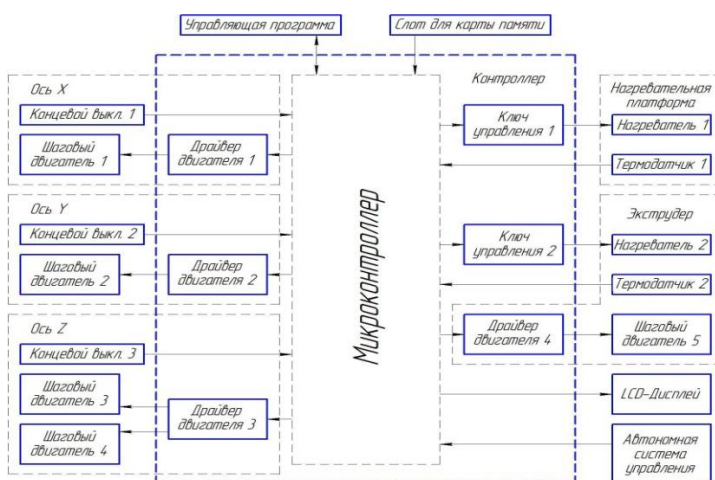 Управляющая программа
Слот для карты памяти
Ось X
Концевой выкл. 1
Шаговый
двигатель 1
Драйвер
двигателя 1
Ось Y
Концевой выкл. 2
Шаговый
двигатель 2
Драйвер
двигателя 2
Ось Z
Концевой выкл. 3
Шаговый
двигатель 3
Шаговый
двигатель 4
Драйвер
двигателя 3
Микроконтроллер
Контроллер
Ключ
управления 1
Ключ
управления 2
Драйвер
двигателя 4
Нагревательная
платформа
Нагреватель 1
Термодатчик 1
Экструдер
Нагреватель 2
Термодатчик 2
Шаговый
двигатель 5
LCD-Дисплей
Автономная
система
управления